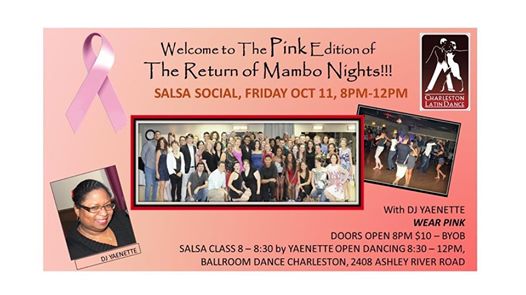 Welcome to The Pink Edition of
The Return of Mambo Nights!!!
SALSA SOCIAL, FRIDAY OCT 11, 8PM-12PM
CHARLESTON
LATIN DANCE
DJ YAENETTE
With DJ YAENETTE
WEAR PINK
DOORS OPEN 8PM $10 – BYOB
SALSA CLASS 8 – 8:30 by YAENETTE OPEN DANCING 8:30 – 12PM,
BALLROOM DANCE CHARLESTON, 2408 ASHLEY RIVER ROAD